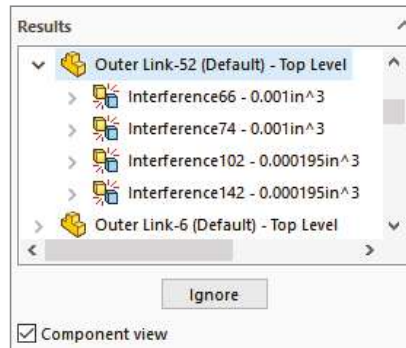 Results
Outer Link-52 (Default) - Top Level
Interference66 - 0.001in^3
Interference74 - 0.001in^3
Interference102 - 0.000195in^3
Interference142 - 0.000195in^3
Outer Link-6 (Default) - Top Level
Ignore
Component view